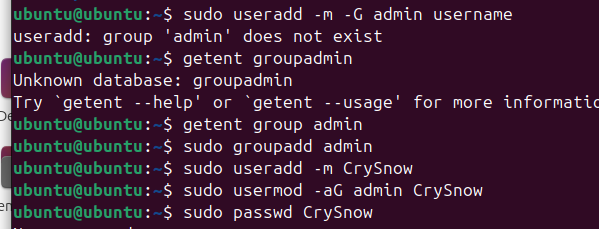 ubuntu@ubuntu:~$ sudo useradd -m -G admin username
useradd: group 'admin' does not exist
ubuntu@ubuntu:~$ getent groupadmin
Unknown database: groupadmin
Try `getent --help' or `getent --usage' for more informatio
ubuntu@ubuntu:~$ getent group admin
ubuntu@ubuntu:~$ sudo groupadd admin
ubuntu@ubuntu:~$ sudo useradd -m CrySnow
ubuntu@ubuntu:~$ sudo usermod -aG admin CrySnow
ubuntu@ubuntu:~$ sudo passwd CrySnow